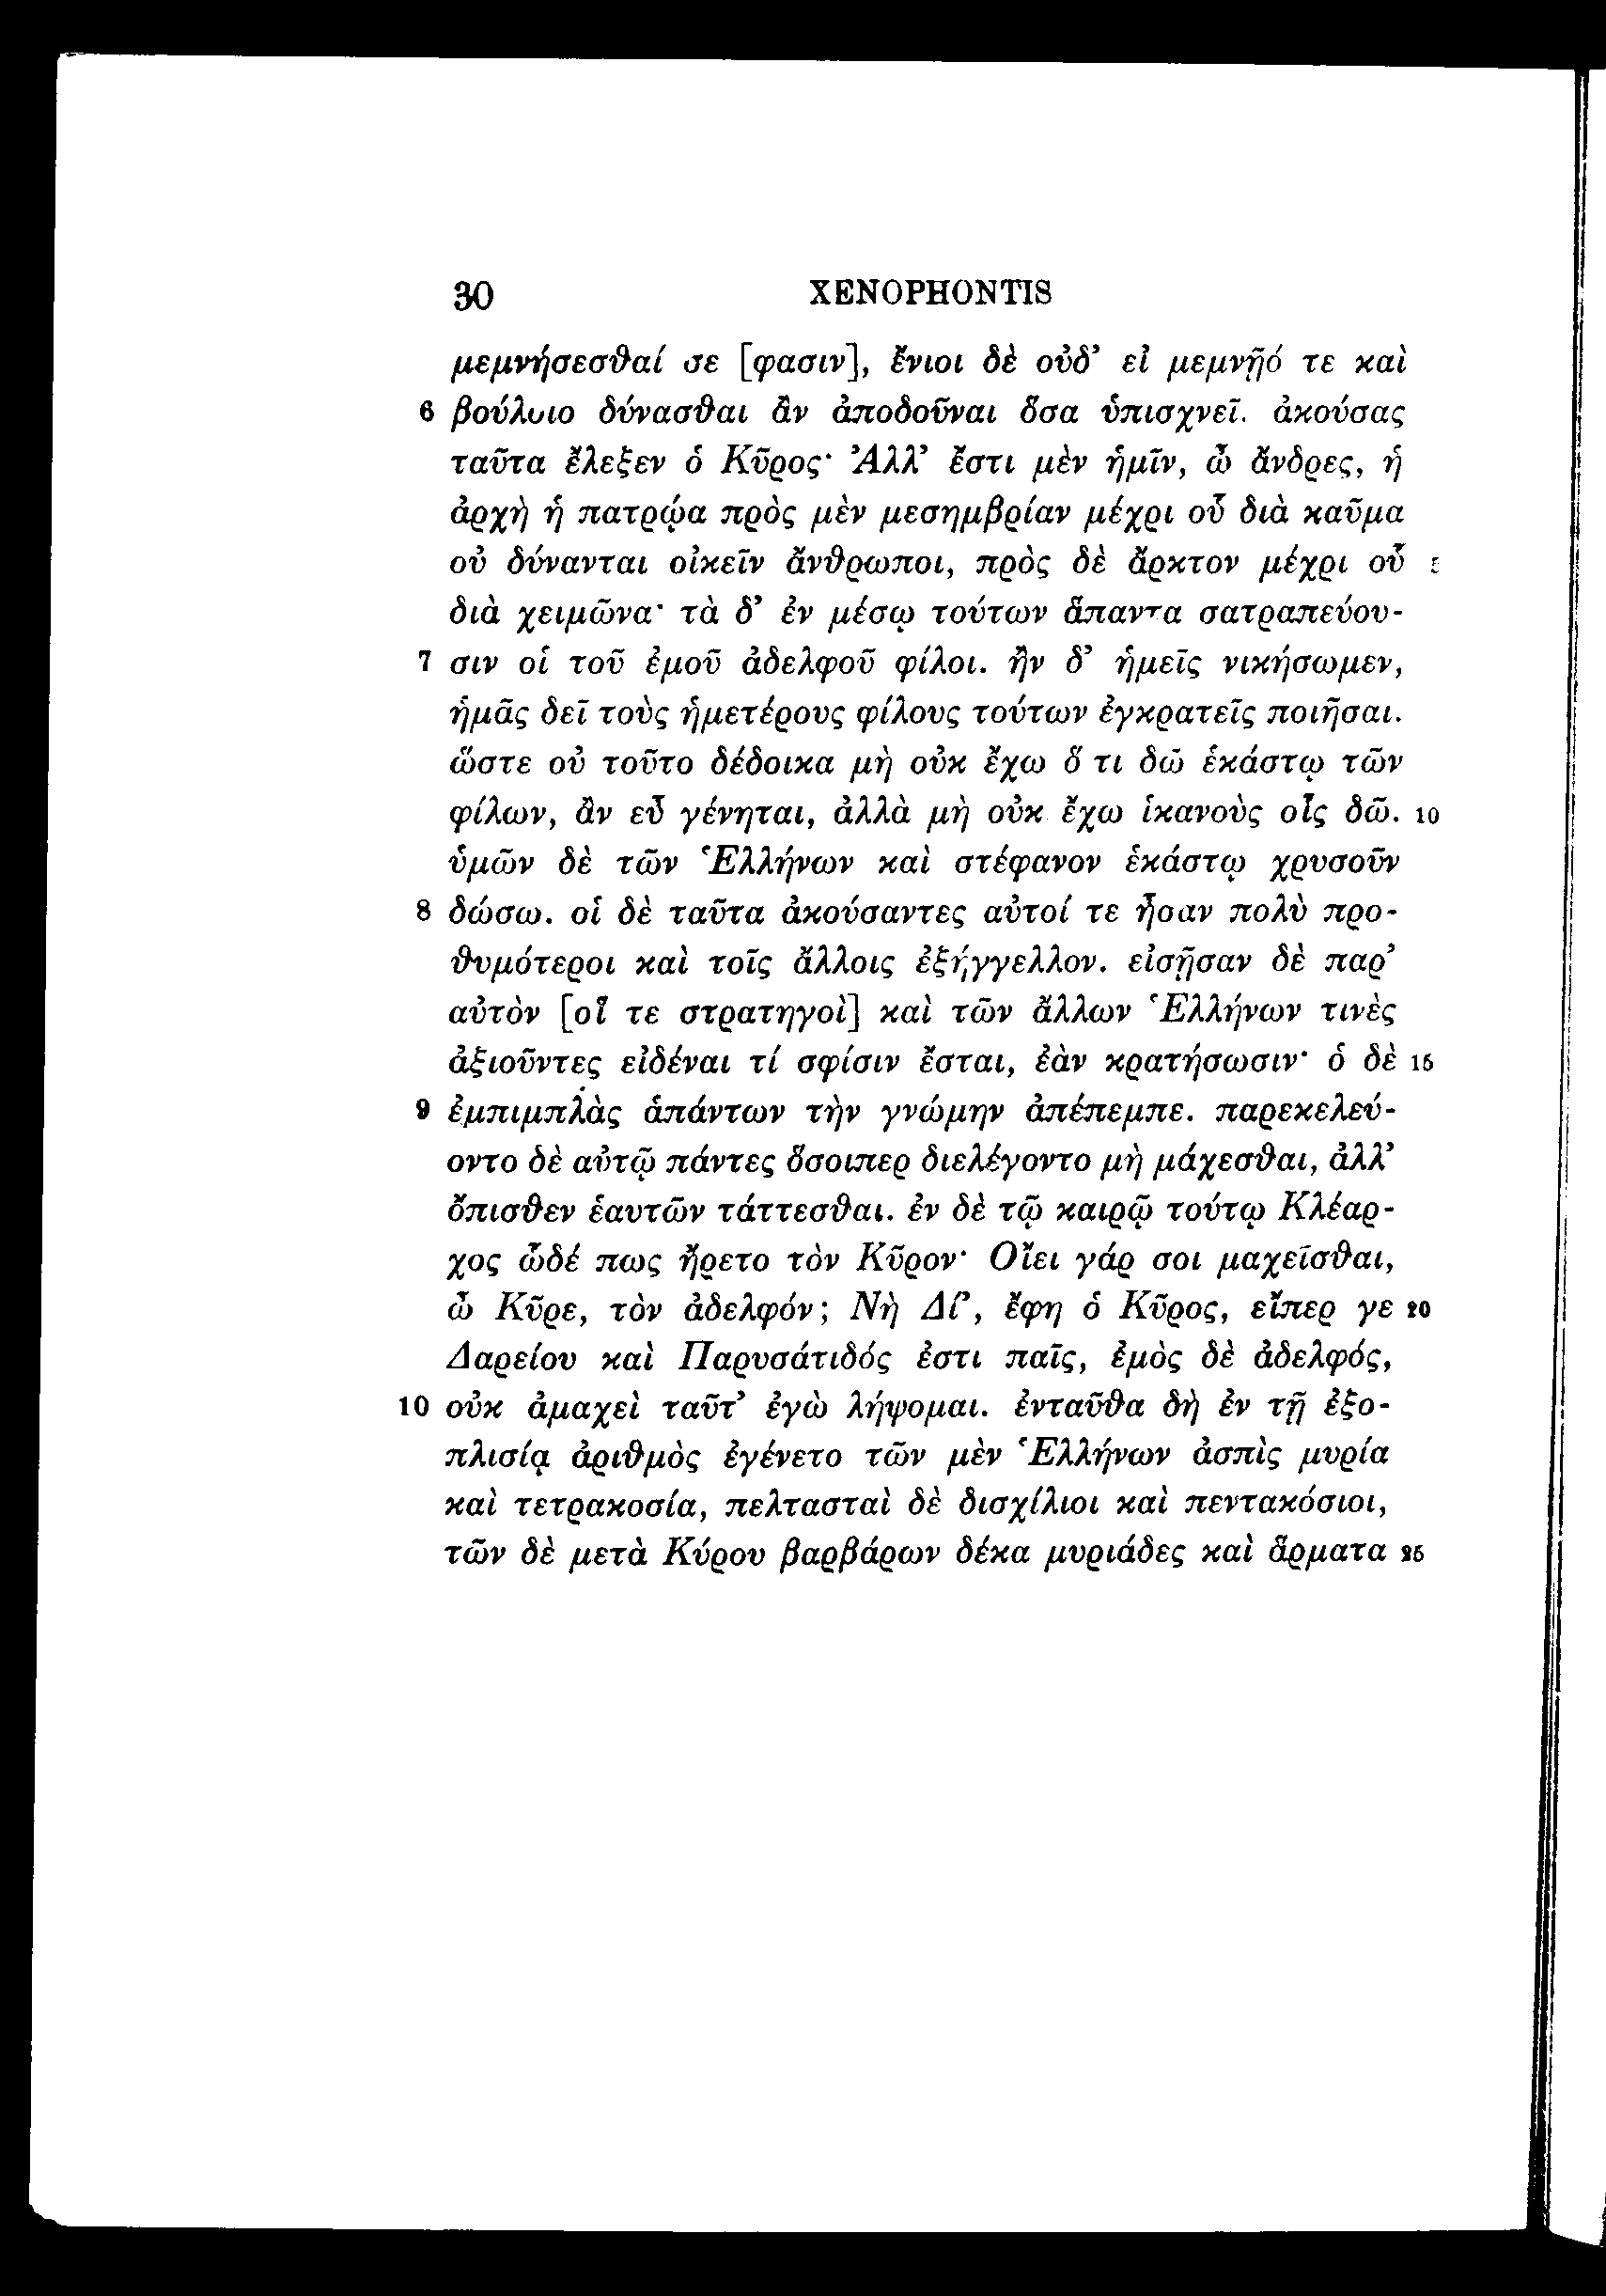 30 XENOPHONTIS
μεμνήσεσθαί σε [φασιν], ἔνιοι δὲ οὐδ’ εἰ μεμνῇό τε καὶ
6 βούλοιο δύνασθαι ἂν ἀποδοῦναι ὅσα ὑπισχνεῖ. ἀκούσας
ταῦτα ἔλεξεν ὁ Κῦρος· Ἀλλ’ ἔστι μὲν ἡμῖν, ὦ ἄνδρες, ἡ
ἀρχὴ ἡ πατρῴα πρὸς μὲν μεσημβρίαν μέχρι οὗ διὰ καῦμα
οὐ δύνανται οἰκεῖν ἄνθρωποι, πρὸς δὲ ἄρκτον μέχρι οὗ 5
διὰ χειμῶνα· τὰ δ’ ἐν μέσῳ τούτων ἅπαντα σατραπεύου-
7 σιν οἱ τοῦ ἐμοῦ ἀδελφοῦ φίλοι. ἢν δ’ ἡμεῖς νικήσωμεν,
ἡμᾶς δεῖ τοὺς ἡμετέρους φίλους τούτων ἐγκρατεῖς ποιῆσαι.
ὥστε οὐ τοῦτο δέδοικα μὴ οὐκ ἔχω ὅ τι δῶ ἑκάστῳ τῶν
φίλων, ἂν εὖ γένηται, ἀλλὰ μὴ οὐκ ἔχω ἱκανοὺς οἷς δῶ. 10
ὑμῶν δὲ τῶν Ἑλλήνων καὶ στέφανον ἑκάστῳ χρυσοῦν
8 δώσω. οἱ δὲ ταῦτα ἀκούσαντες αὐτοί τε ἦσαν πολὺ προ-
θυμότεροι καὶ τοῖς ἄλλοις ἐξήγγελλον. εἰσῇσαν δὲ παρ’
αὐτὸν [οἵ τε στρατηγοὶ] καὶ τῶν ἄλλων Ἑλλήνων τινὲς
ἀξιοῦντες εἰδέναι τί σφίσιν ἔσται, ἐὰν κρατήσωσιν· ὁ δὲ 15
9 ἐμπιμπλὰς ἁπάντων τὴν γνώμην ἀπέπεμπε. παρεκελεύ-
οντο δὲ αὐτῷ πάντες ὅσοιπερ διελέγοντο μὴ μάχεσθαι, ἀλλ’
ὄπισθεν ἑαυτῶν τάττεσθαι. ἐν δὲ τῷ καιρῷ τούτῳ Κλέαρ-
χος ὧδέ πως ἤρετο τὸν Κῦρον· Οἴει γάρ σοι μαχεῖσθαι,
ὦ Κῦρε, τὸν ἀδελφόν; Νὴ Δί’, ἔφη ὁ Κῦρος, εἴπερ γε 20
Δαρείου καὶ Παρυσάτιδός ἐστι παῖς, ἐμὸς δὲ ἀδελφός,
10 οὐκ ἀμαχεὶ ταῦτ’ ἐγὼ λήψομαι. ἐνταῦθα δὴ ἐν τῇ ἐξο-
πλισίᾳ ἀριθμὸς ἐγένετο τῶν μὲν Ἑλλήνων ἀσπὶς μυρία
καὶ τετρακοσία, πελτασταὶ δὲ δισχίλιοι καὶ πεντακόσιοι,
τῶν δὲ μετὰ Κύρου βαρβάρων δέκα μυριάδες καὶ ἅρματα 25